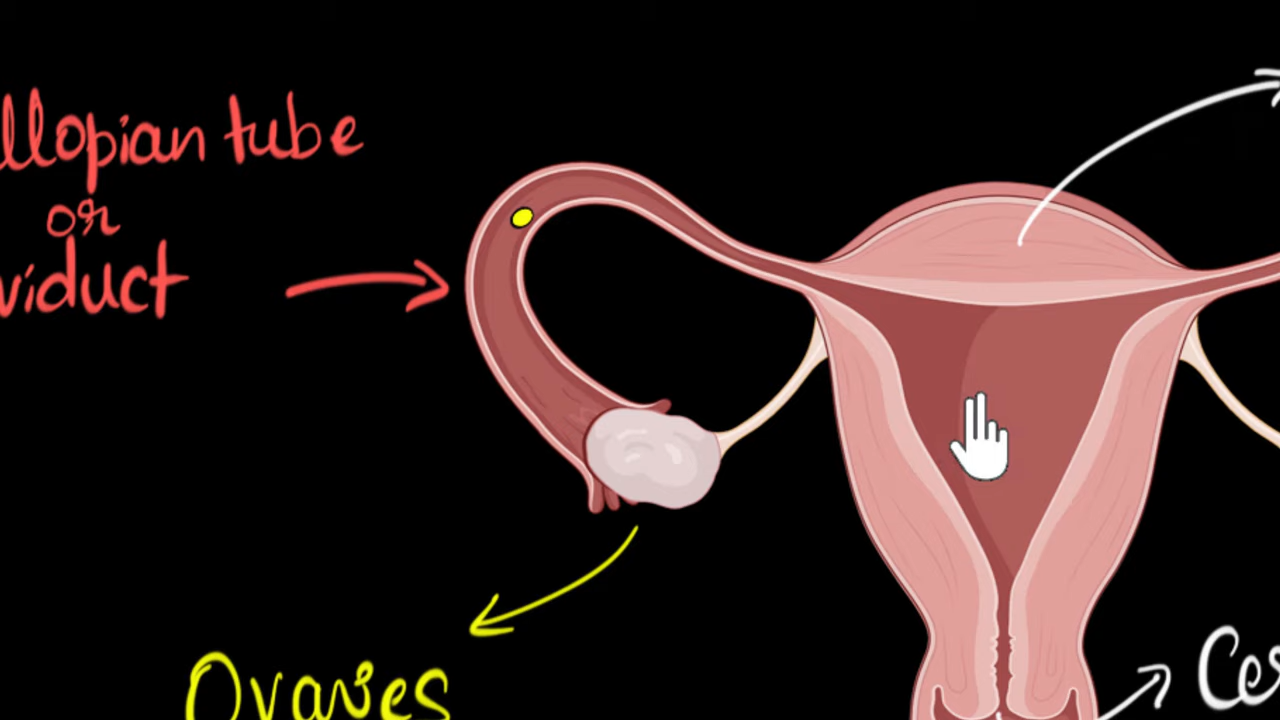 llopian tube
or
viduct
Ovaries
Ce